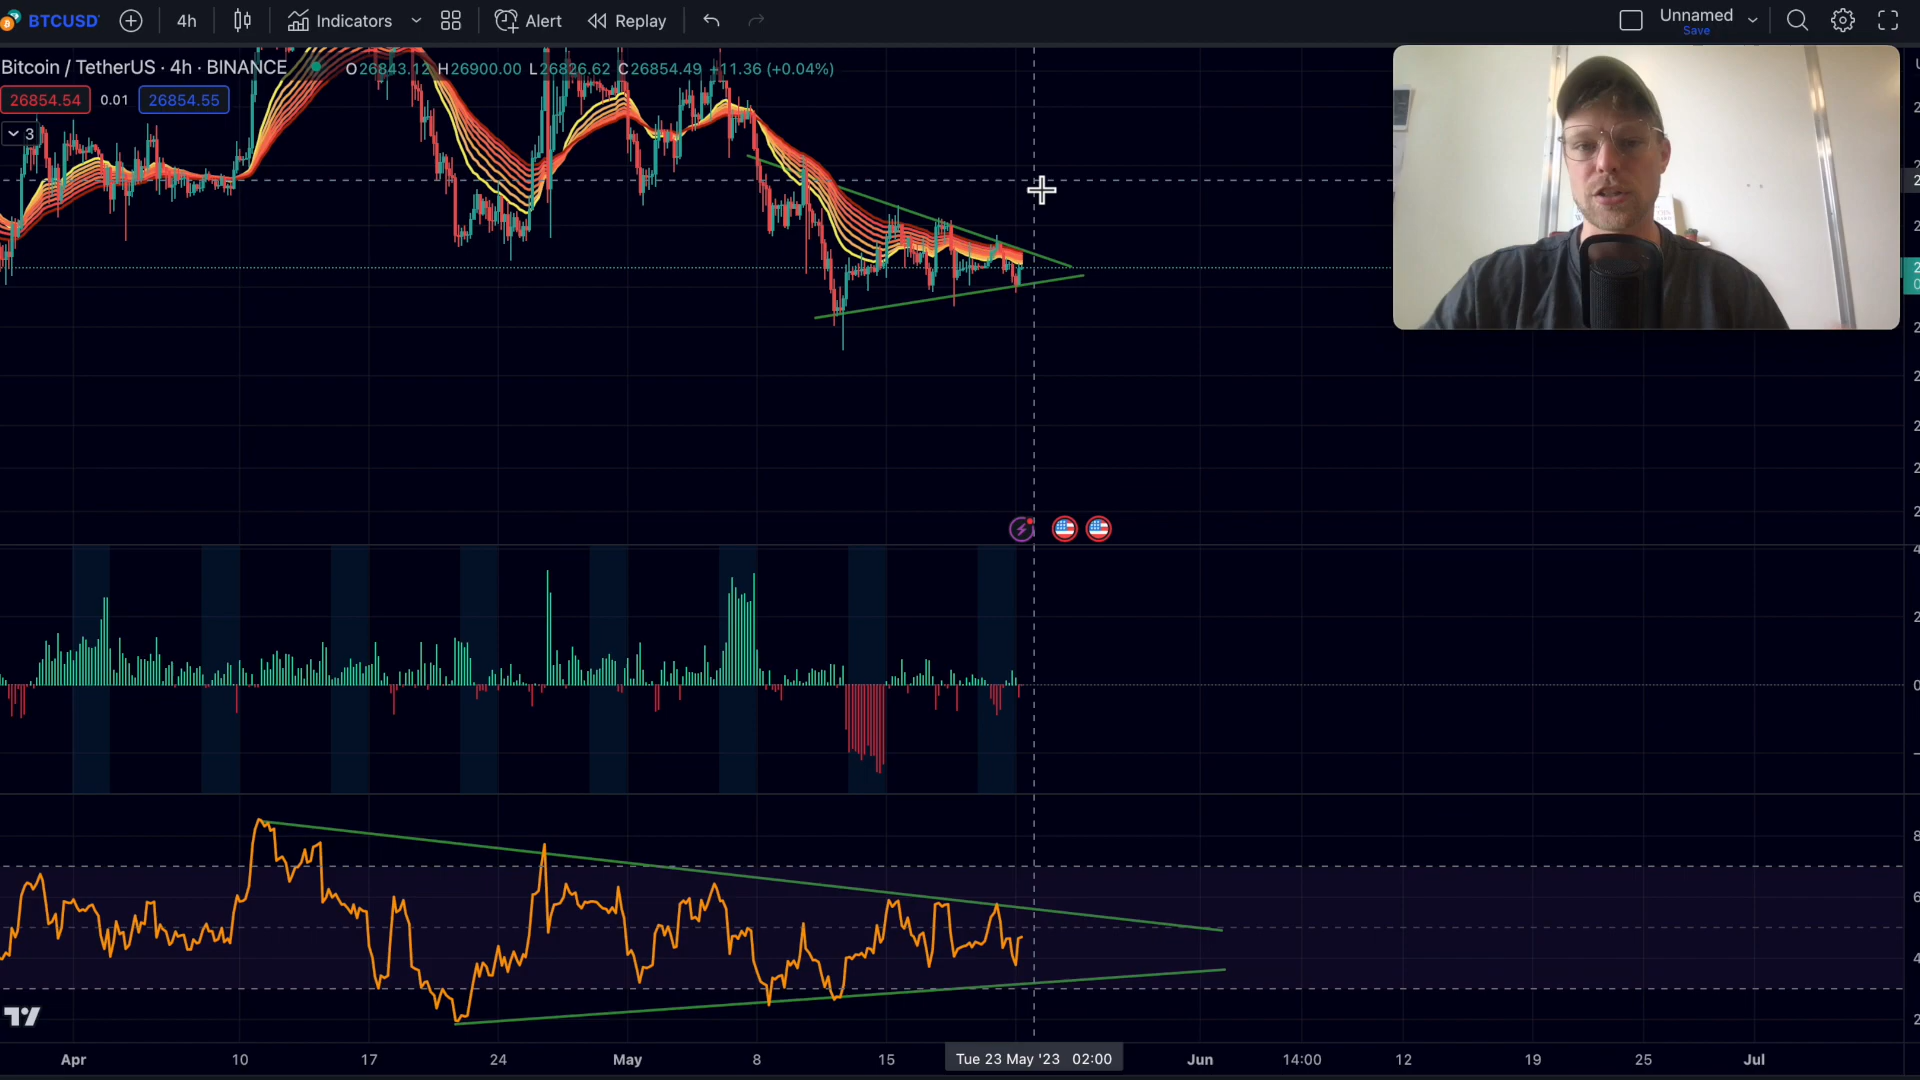 BTCUSD 4h Indicators Alert Replay Unnamed
Save
Bitcoin / TetherUS · 4h · BINANCE O26843.12 H26900.00 L26826.62 C26854.49 +11.36 (+0.04%)
26854.54 0.01 26854.55
3
0
Apr 10 17 24 May 8 15 Tue 23 May '23 02:00 Jun 14:00 12 19 25 Jul